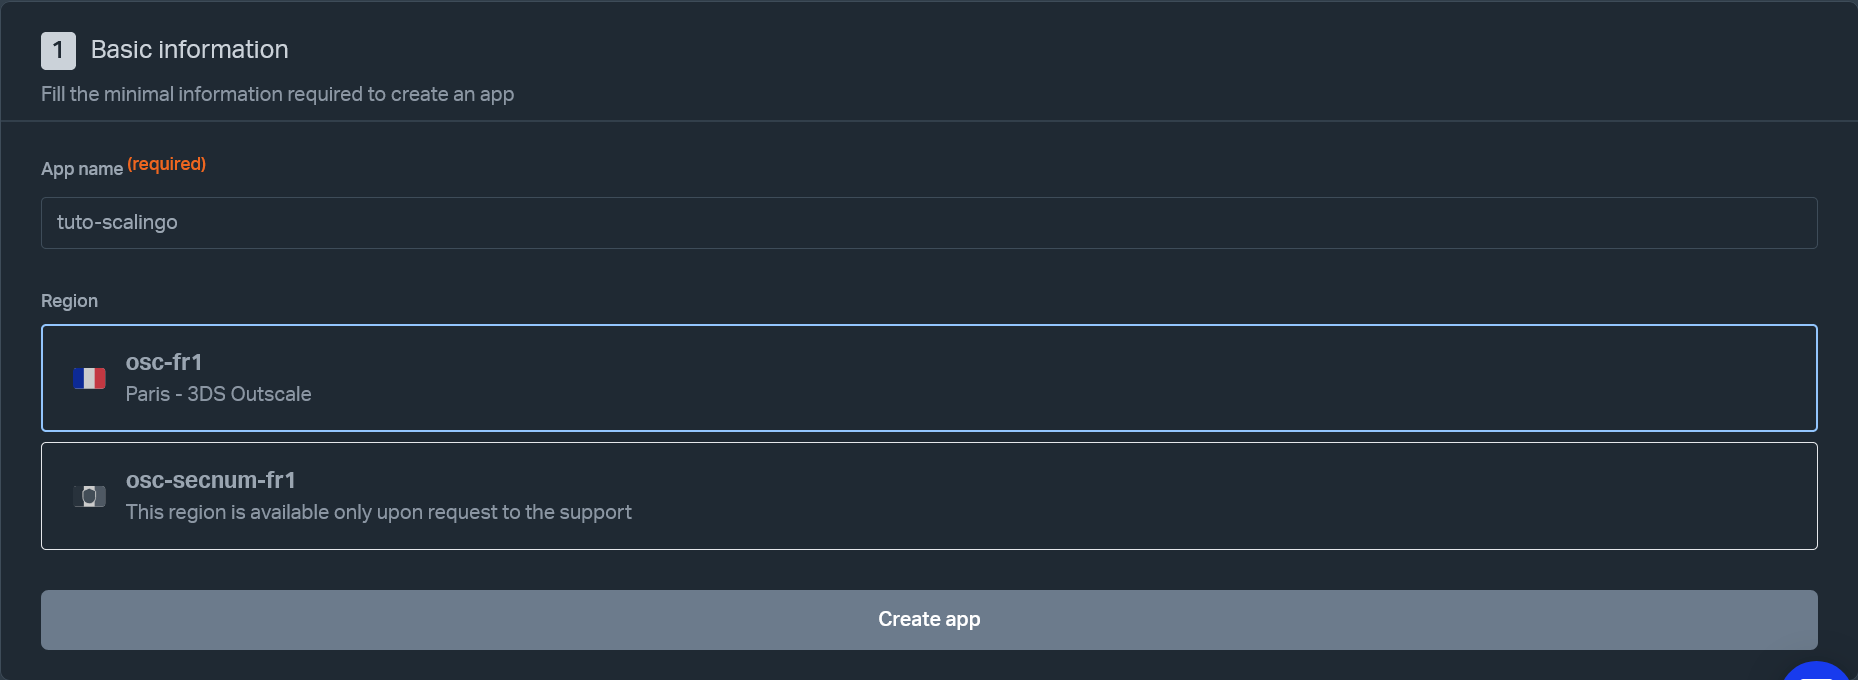 1 Basic information
Fill the minimal information required to create an app
App name (required)
tuto-scalingo
Region
osc-fr1
Paris - 3DS Outscale
osc-secnum-fr1
This region is available only upon request to the support
Create app